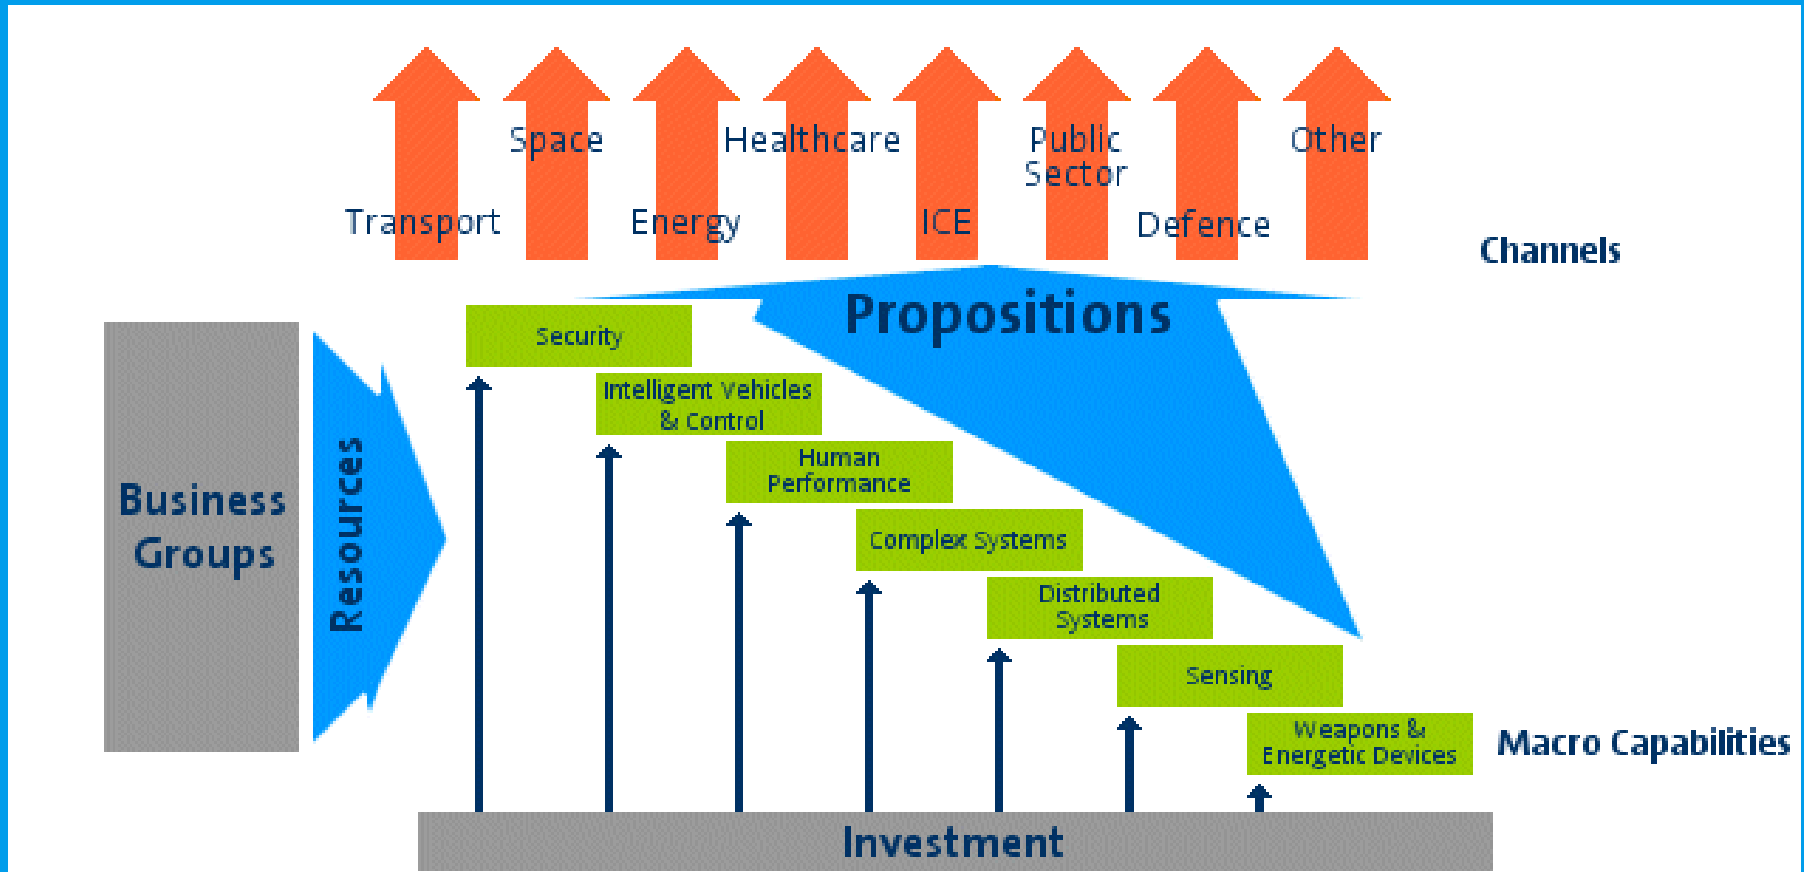 Space
Healthcare
Public
Sector
Other
Transport
Energy
ICE
Defence
Channels
Propositions
Security
Intelligent Vehicles
& Control
Human
Performance
Business
Groups
Resources
Complex Systems
Distributed
Systems
Sensing
Weapons &
Energetic Devices
Macro Capabilities
Investment